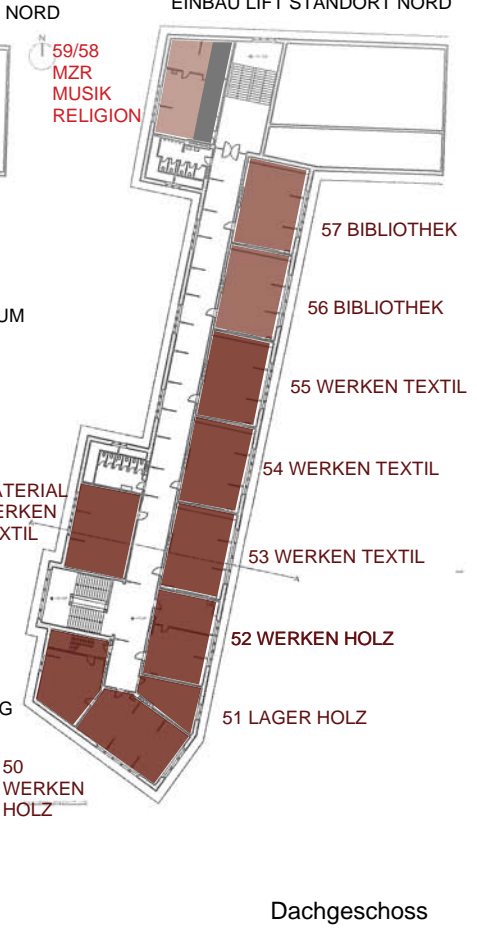 NORD
EINBAU LIFT STANDORT NORD
N
59/58
MZR
MUSIK
RELIGION
57 BIBLIOTHEK
56 BIBLIOTHEK
UM
55 WERKEN TEXTIL
54 WERKEN TEXTIL
ATERIAL
ERKEN
XTIL
53 WERKEN TEXTIL
52 WERKEN HOLZ
G
51 LAGER HOLZ
50
WERKEN
HOLZ
Dachgeschoss